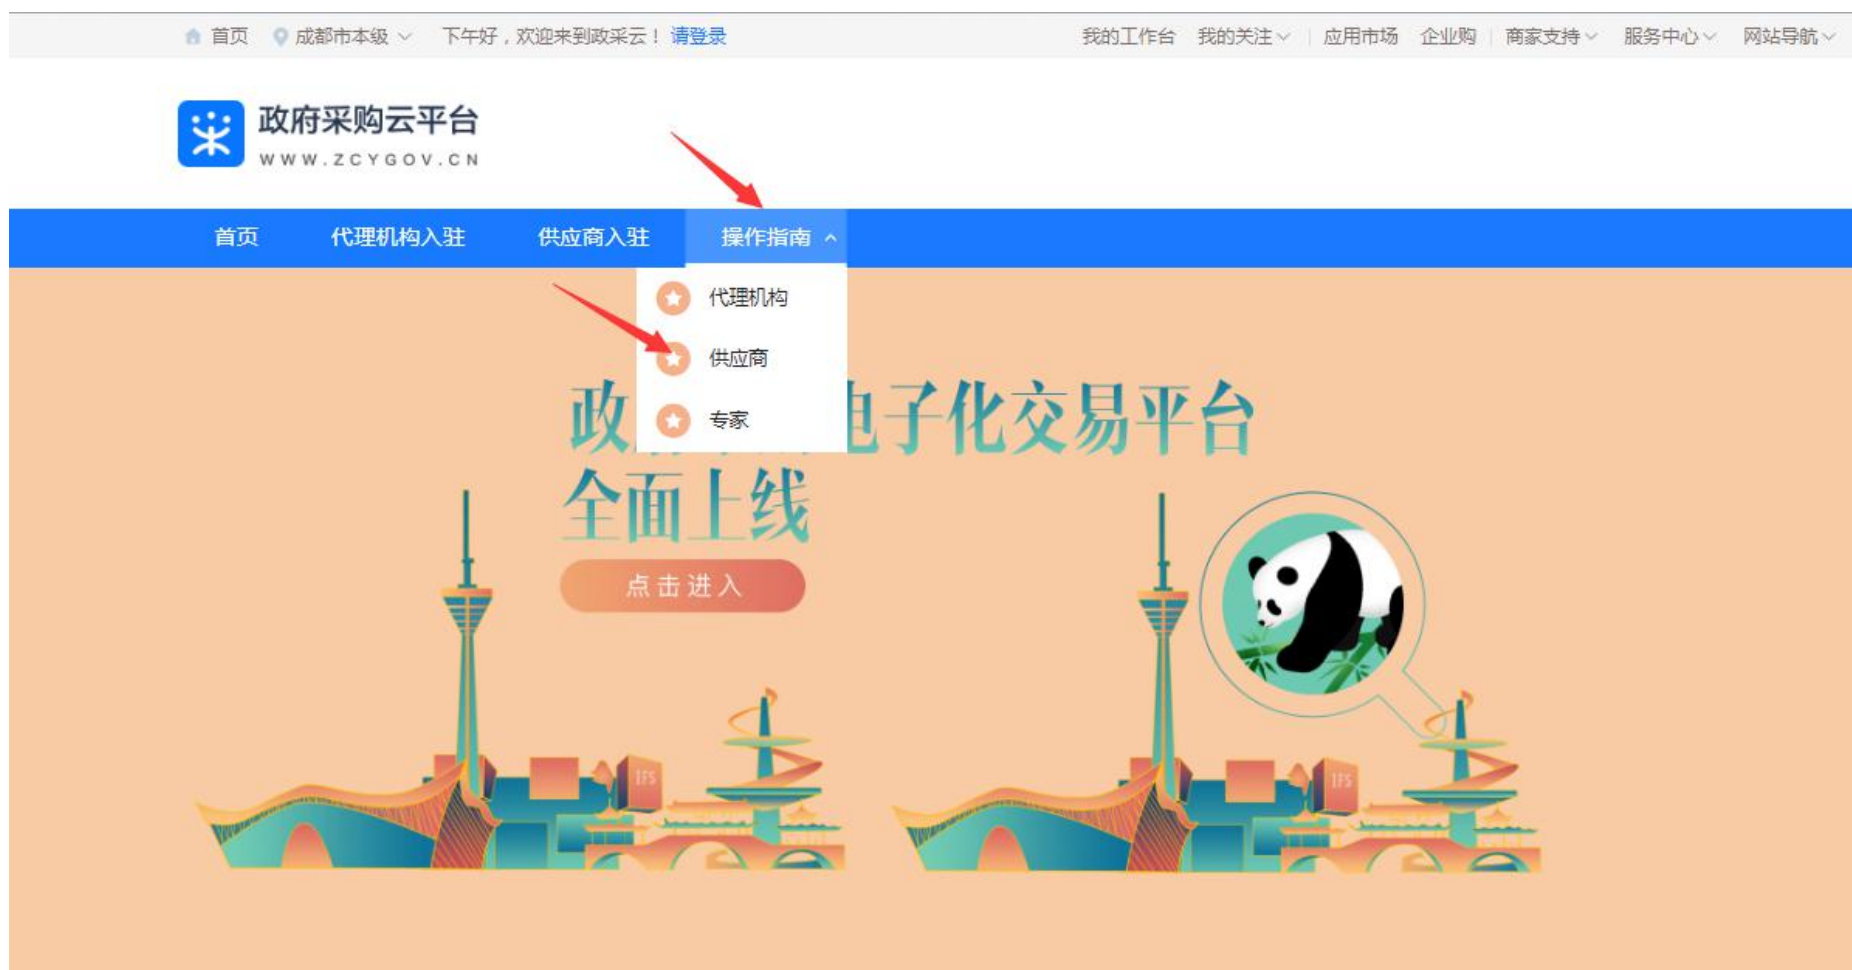 首页 成都市本级 下午好，欢迎来到政采云！ 请登录 我的工作台 我的关注 应用市场 企业购 商家支持 服务中心 网站导航
政府采购云平台
WWW.ZCYGOV.CN
首页 代理机构入驻 供应商入驻 操作指南
代理机构
供应商
专家
政 电子化交易平台
全面上线
点击进入
IFS
IFS